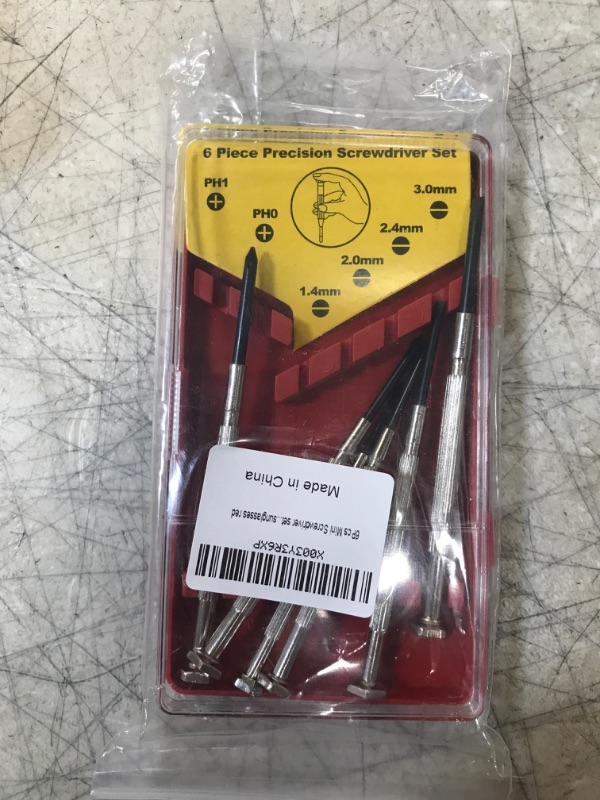 6 Piece Precision Screwdriver Set
PH1
PH0
3.0mm
2.4mm
2.0mm
1.4mm
X003Y3R6XP
6Pcs Mini Screwdriver set...sunglasses red
Made in China